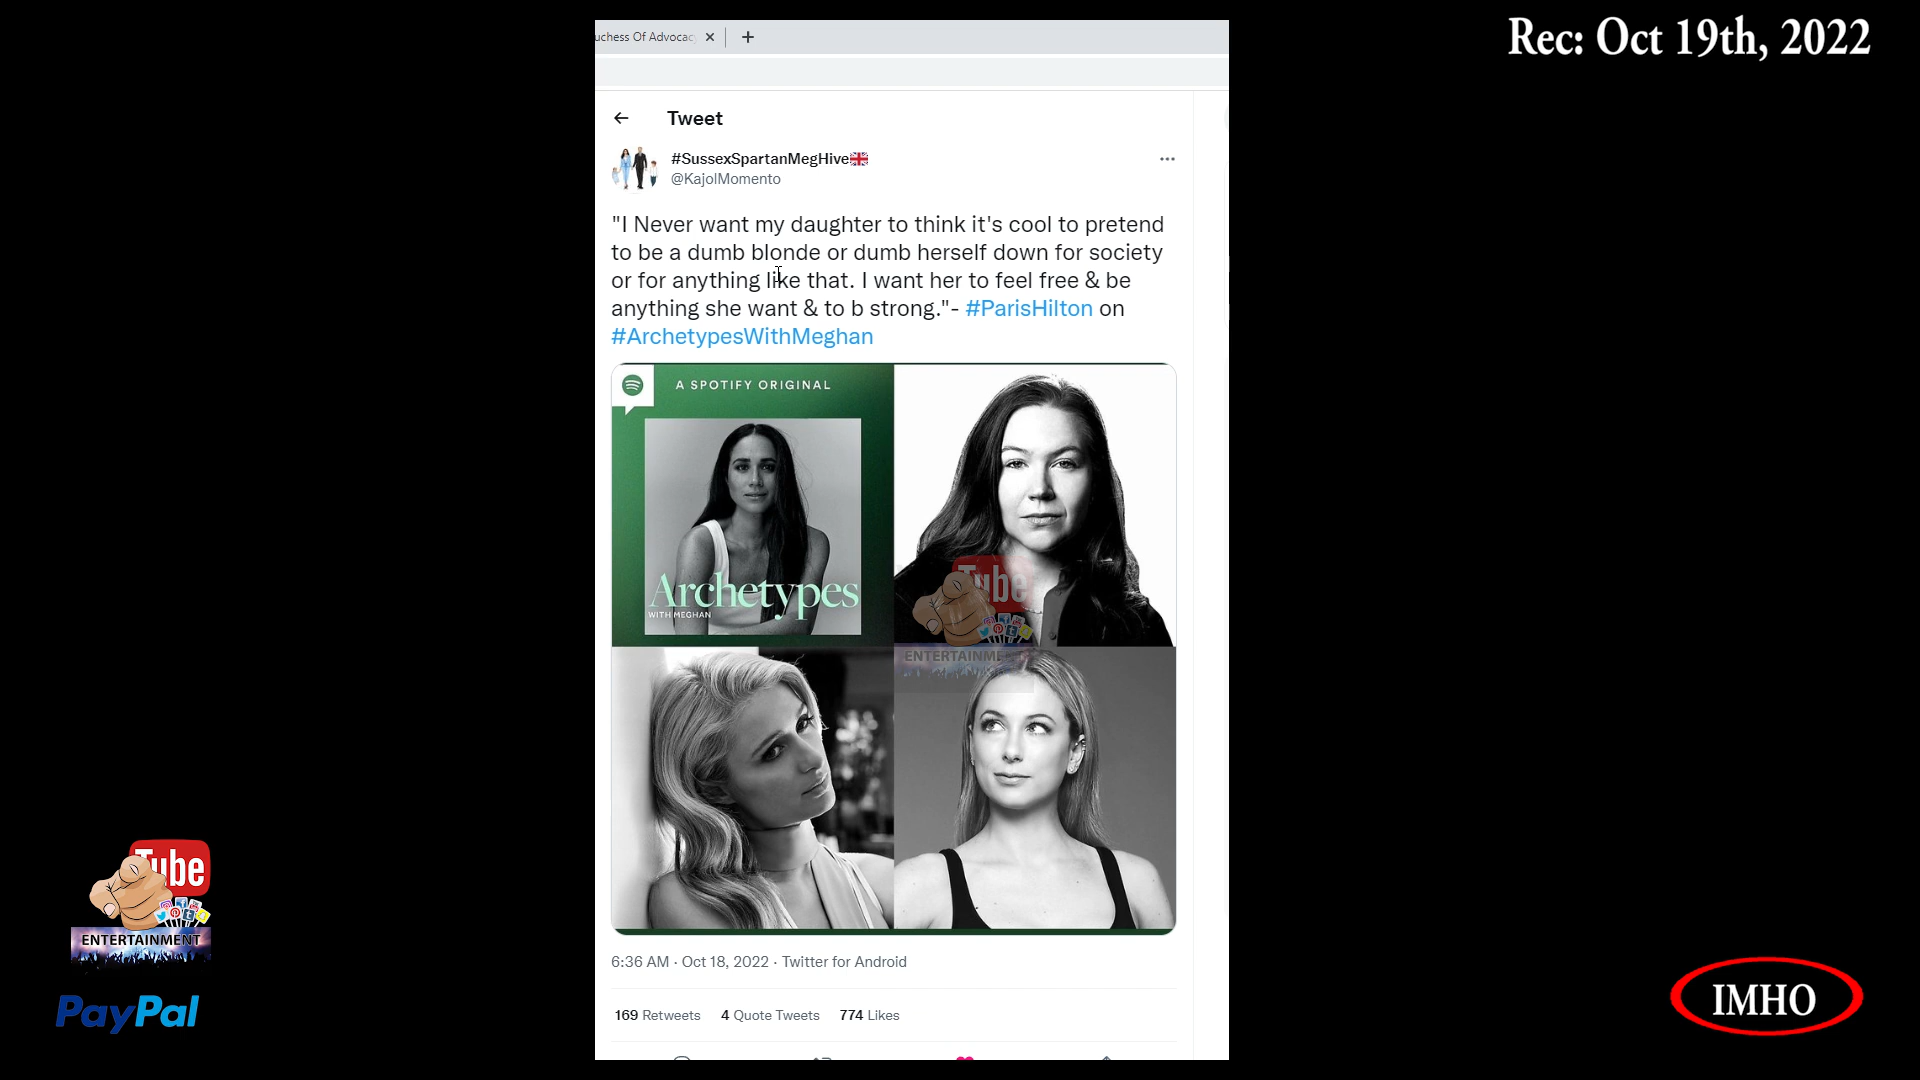 Rec: Oct 19th, 2022
uchess Of Advocac
Tweet
#SussexSpartanMegHive
@KajolMomento
"I Never want my daughter to think it's cool to pretend
to be a dumb blonde or dumb herself down for society
or for anything like that. I want her to feel free & be
anything she want & to b strong."- #ParisHilton on
#ArchetypesWithMeghan
A SPOTIFY ORIGINAL
Archetypes
WITH MEGHAN
Tube
ENTERTAINME
6:36 AM · Oct 18, 2022 · Twitter for Android
169 Retweets 4 Quote Tweets 774 Likes
Tube
ENTERTAINMENT
PayPal
IMHO